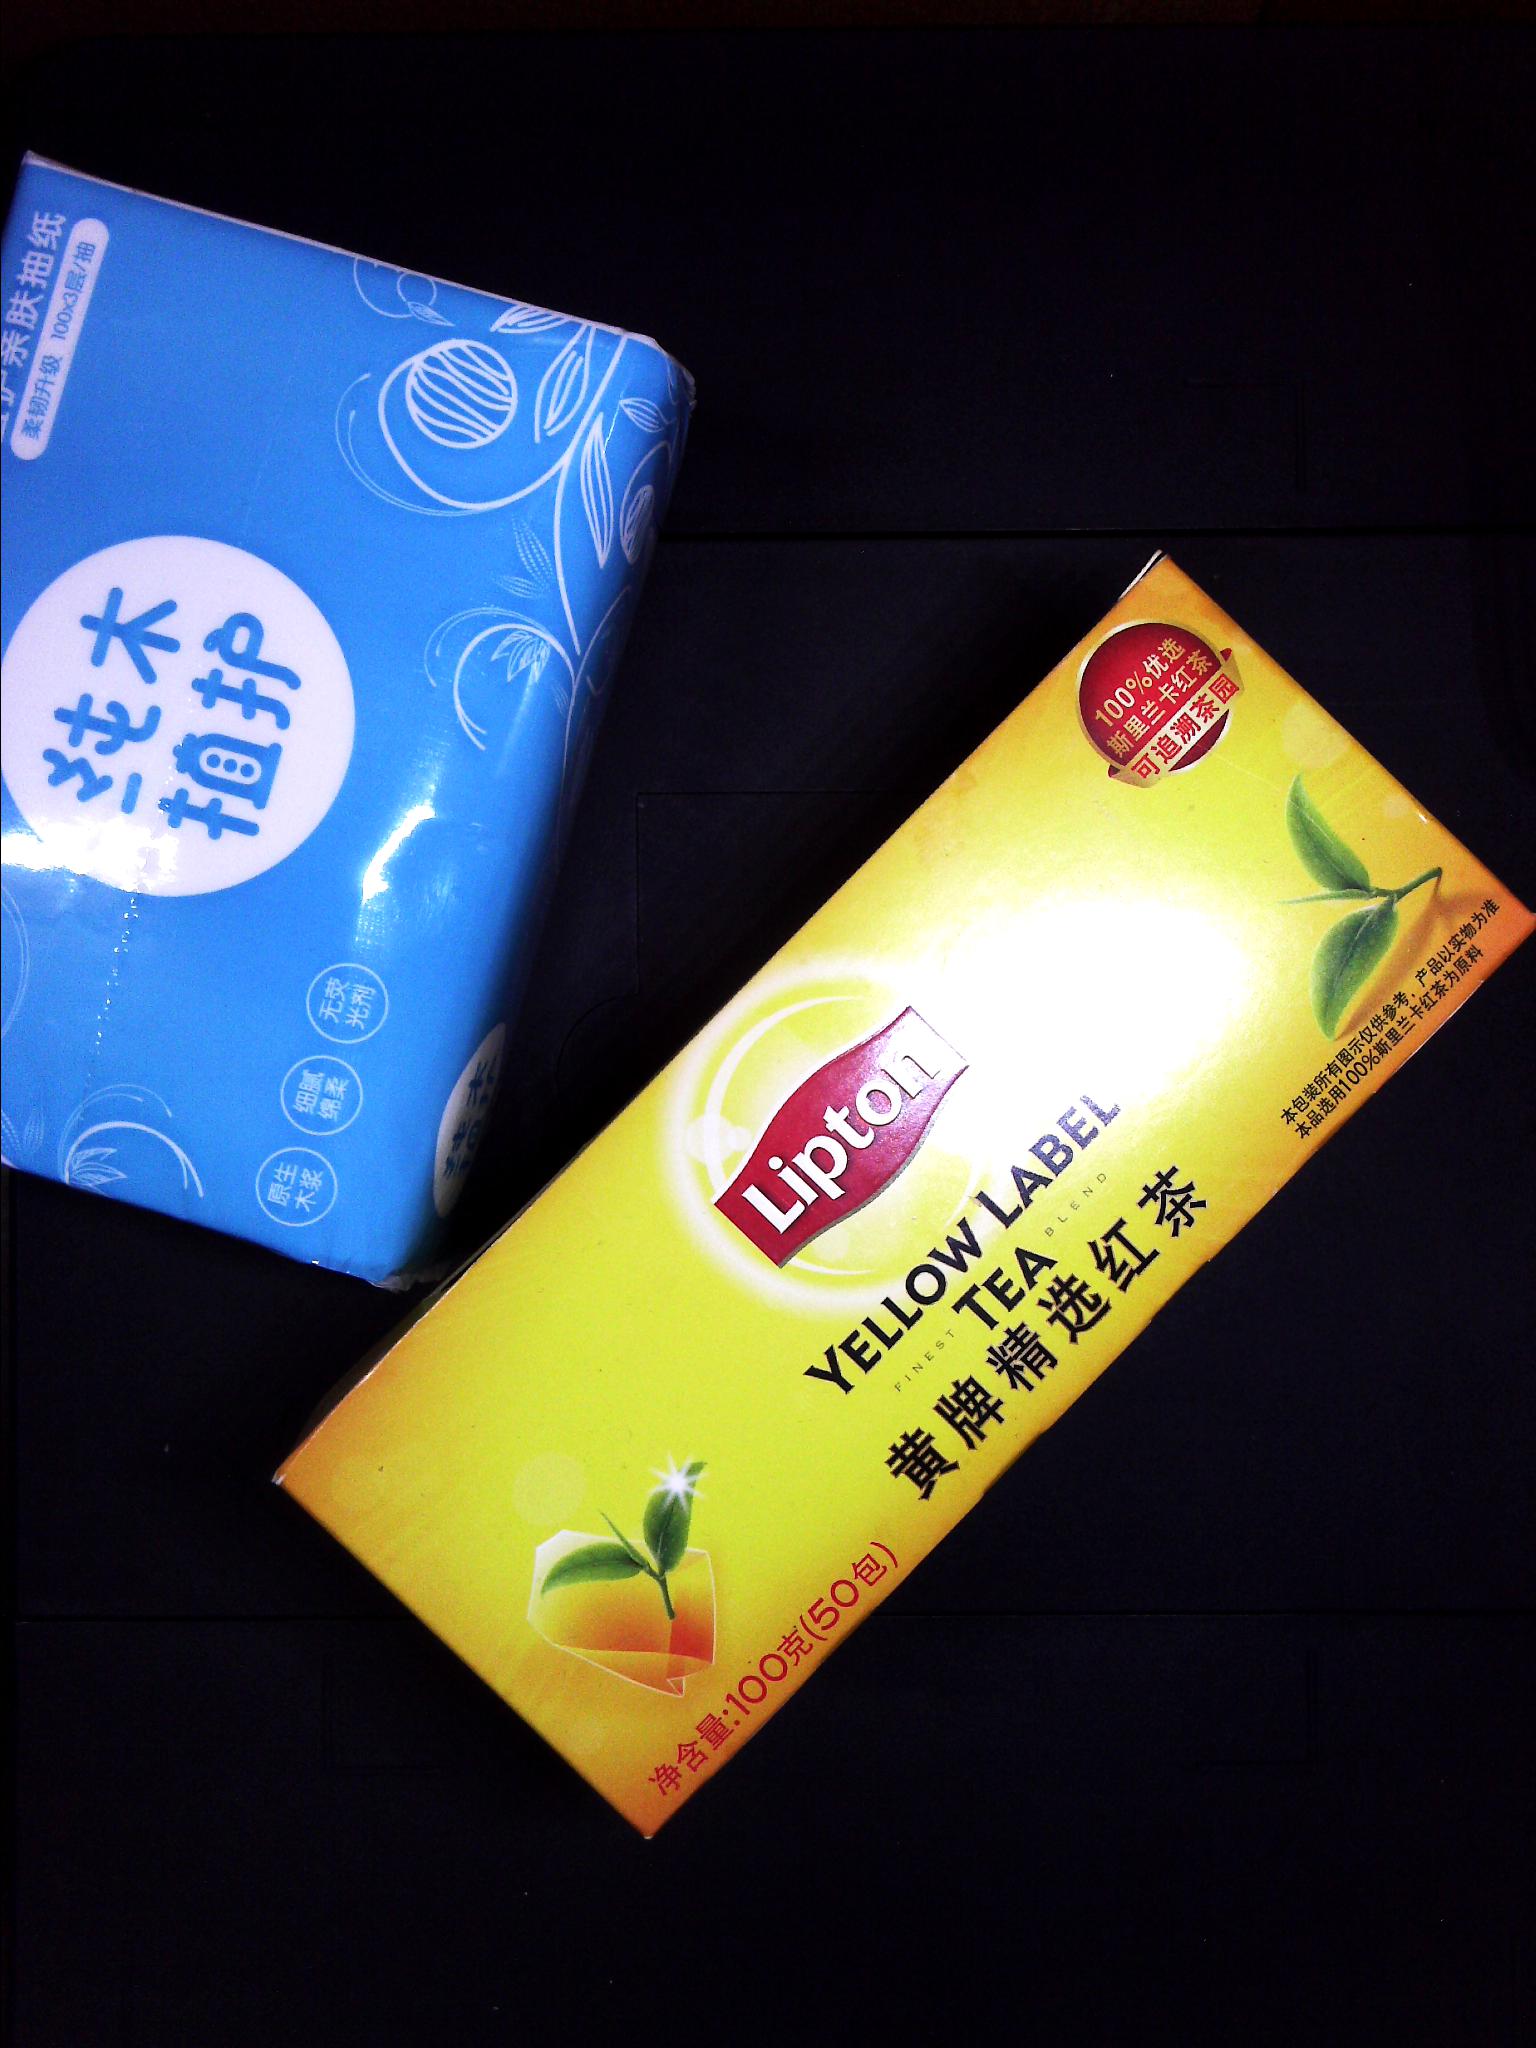 亲肤抽纸
柔韧升级 100x3层/抽
纯木
植护
无荧
光剂
细腻
绵柔
原生
木浆
100%优选
斯里兰卡红茶
可追溯茶园
Lipton
YELLOW LABEL
TEA
FINEST BLEND
黄牌精选红茶
本包装所有图示仅供参考，产品以实物为准
本品选用100%斯里兰卡红茶为原料
净含量:100克(50包)